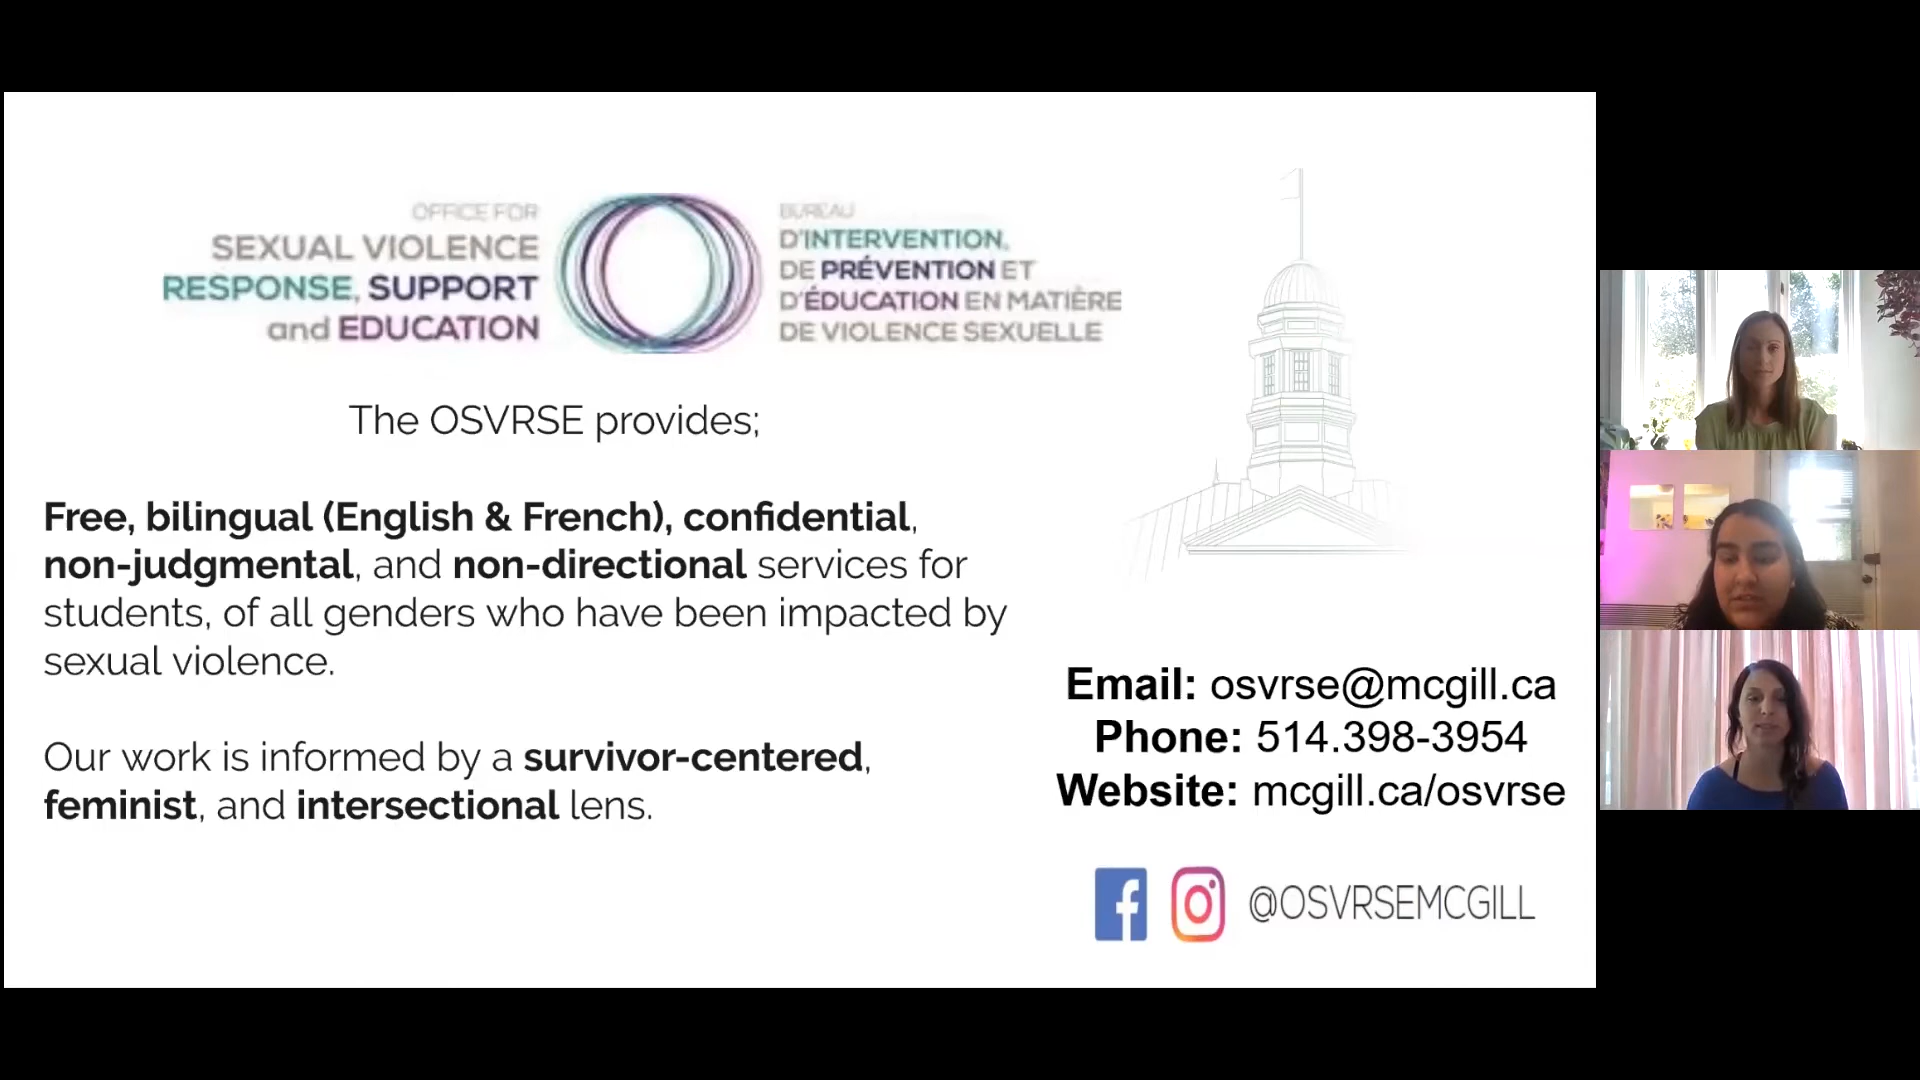 OFFICE FOR
SEXUAL VIOLENCE
RESPONSE, SUPPORT
and EDUCATION
BUREAU
D'INTERVENTION,
DE PRÉVENTION ET
D'ÉDUCATION EN MATIÈRE
DE VIOLENCE SEXUELLE
The OSVRSE provides;
Free, bilingual (English & French), confidential,
non-judgmental, and non-directional services for
students, of all genders who have been impacted by
sexual violence.
Our work is informed by a survivor-centered,
feminist, and intersectional lens.
Email: osvrse@mcgill.ca
Phone: 514.398-3954
Website: mcgill.ca/osvrse
@OSVRSEMCGILL